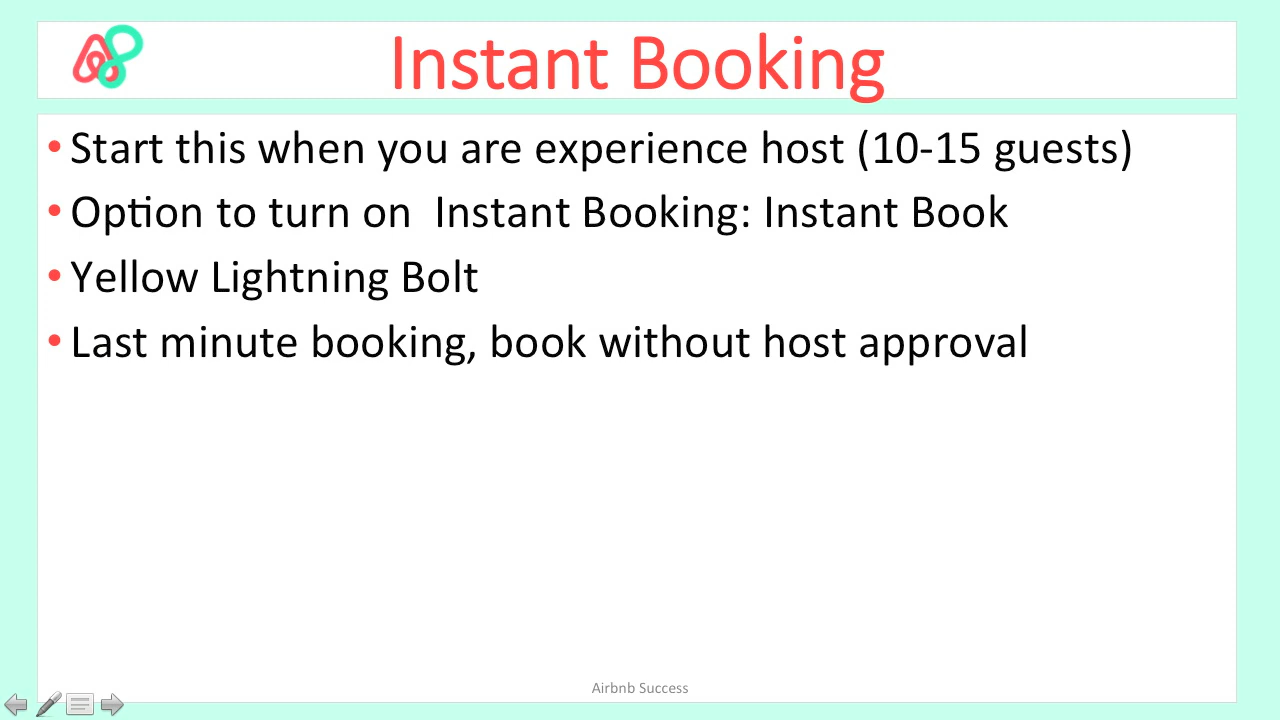 Instant Booking
• Start this when you are experience host (10-15 guests)
• Option to turn on  Instant Booking: Instant Book
• Yellow Lightning Bolt
• Last minute booking, book without host approval
Airbnb Success